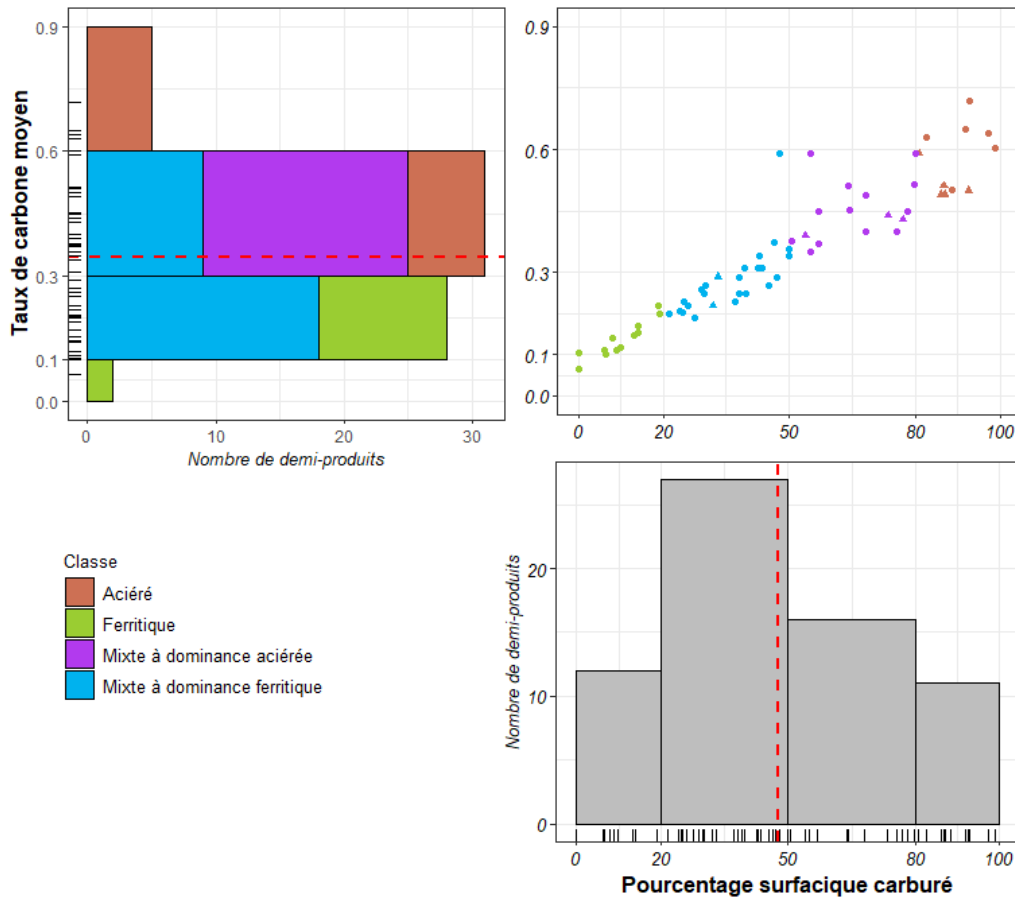 Taux de carbone moyen
0.9
0.6
0.3
0.1
0.0
0 10 20 30
Nombre de demi-produits
0.9
0.6
0.3
0.1
0.0
0 20 50 80 100
Classe
Aciéré
Ferritique
Mixte à dominance aciérée
Mixte à dominance ferritique
Nombre de demi-produits
20
10
0
0 20 50 80 100
Pourcentage surfacique carburé